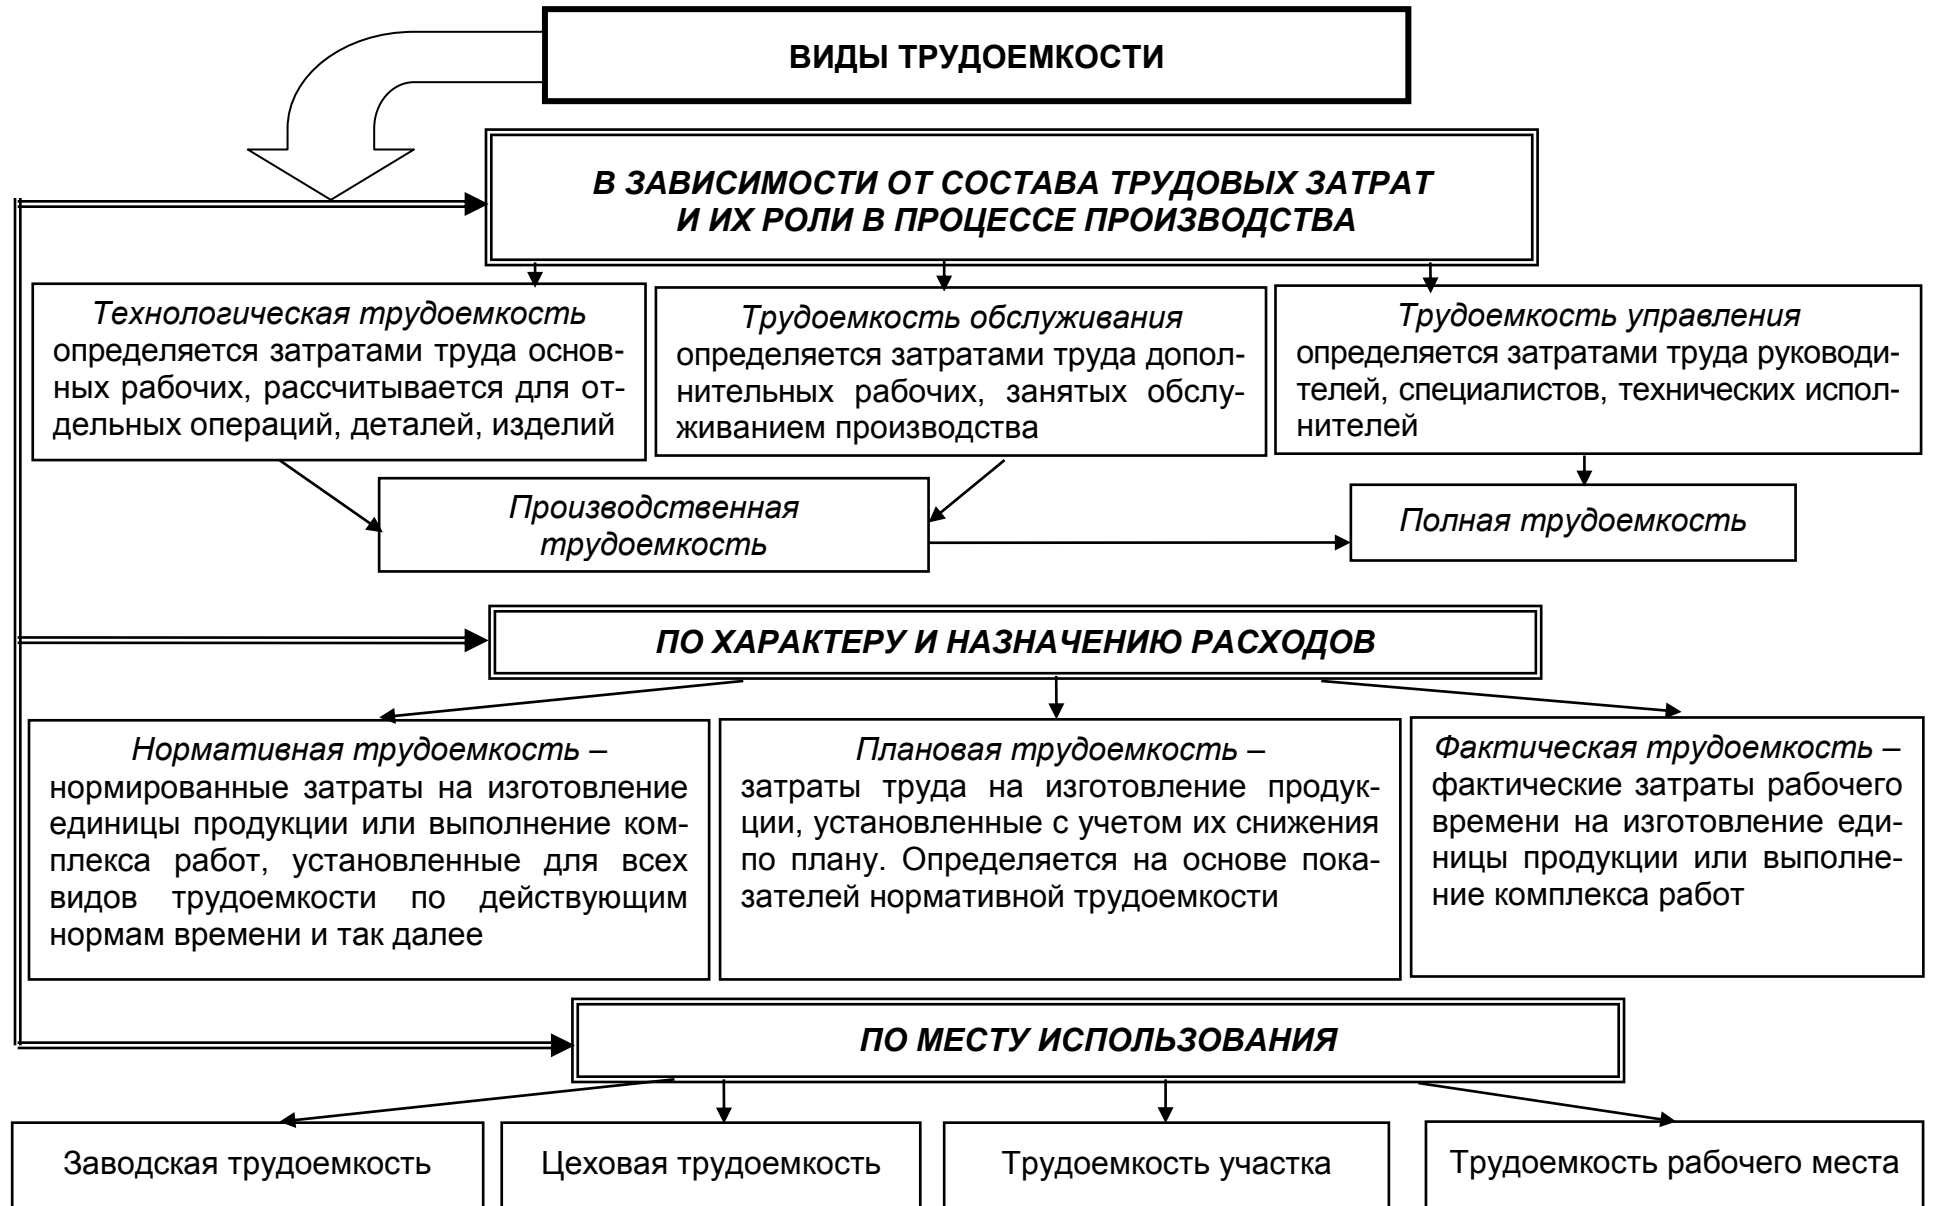 ВИДЫ ТРУДОЕМКОСТИ
В ЗАВИСИМОСТИ ОТ СОСТАВА ТРУДОВЫХ ЗАТРАТ
И ИХ РОЛИ В ПРОЦЕССЕ ПРОИЗВОДСТВА
Технологическая трудоемкость
определяется затратами труда основ-
ных рабочих, рассчитывается для от-
дельных операций, деталей, изделий
Трудоемкость обслуживания
определяется затратами труда допол-
нительных рабочих, занятых обслу-
живанием производства
Трудоемкость управления
определяется затратами труда руководи-
телей, специалистов, технических испол-
нителей
Производственная
трудоемкость
Полная трудоемкость
ПО ХАРАКТЕРУ И НАЗНАЧЕНИЮ РАСХОДОВ
Нормативная трудоемкость –
нормированные затраты на изготовление
единицы продукции или выполнение ком-
плекса работ, установленные для всех
видов трудоемкости по действующим
нормам времени и так далее
Плановая трудоемкость –
затраты труда на изготовление продук-
ции, установленные с учетом их снижения
по плану. Определяется на основе пока-
зателей нормативной трудоемкости
Фактическая трудоемкость –
фактические затраты рабочего
времени на изготовление еди-
ницы продукции или выполне-
ние комплекса работ
ПО МЕСТУ ИСПОЛЬЗОВАНИЯ
Заводская трудоемкость
Цеховая трудоемкость
Трудоемкость участка
Трудоемкость рабочего места